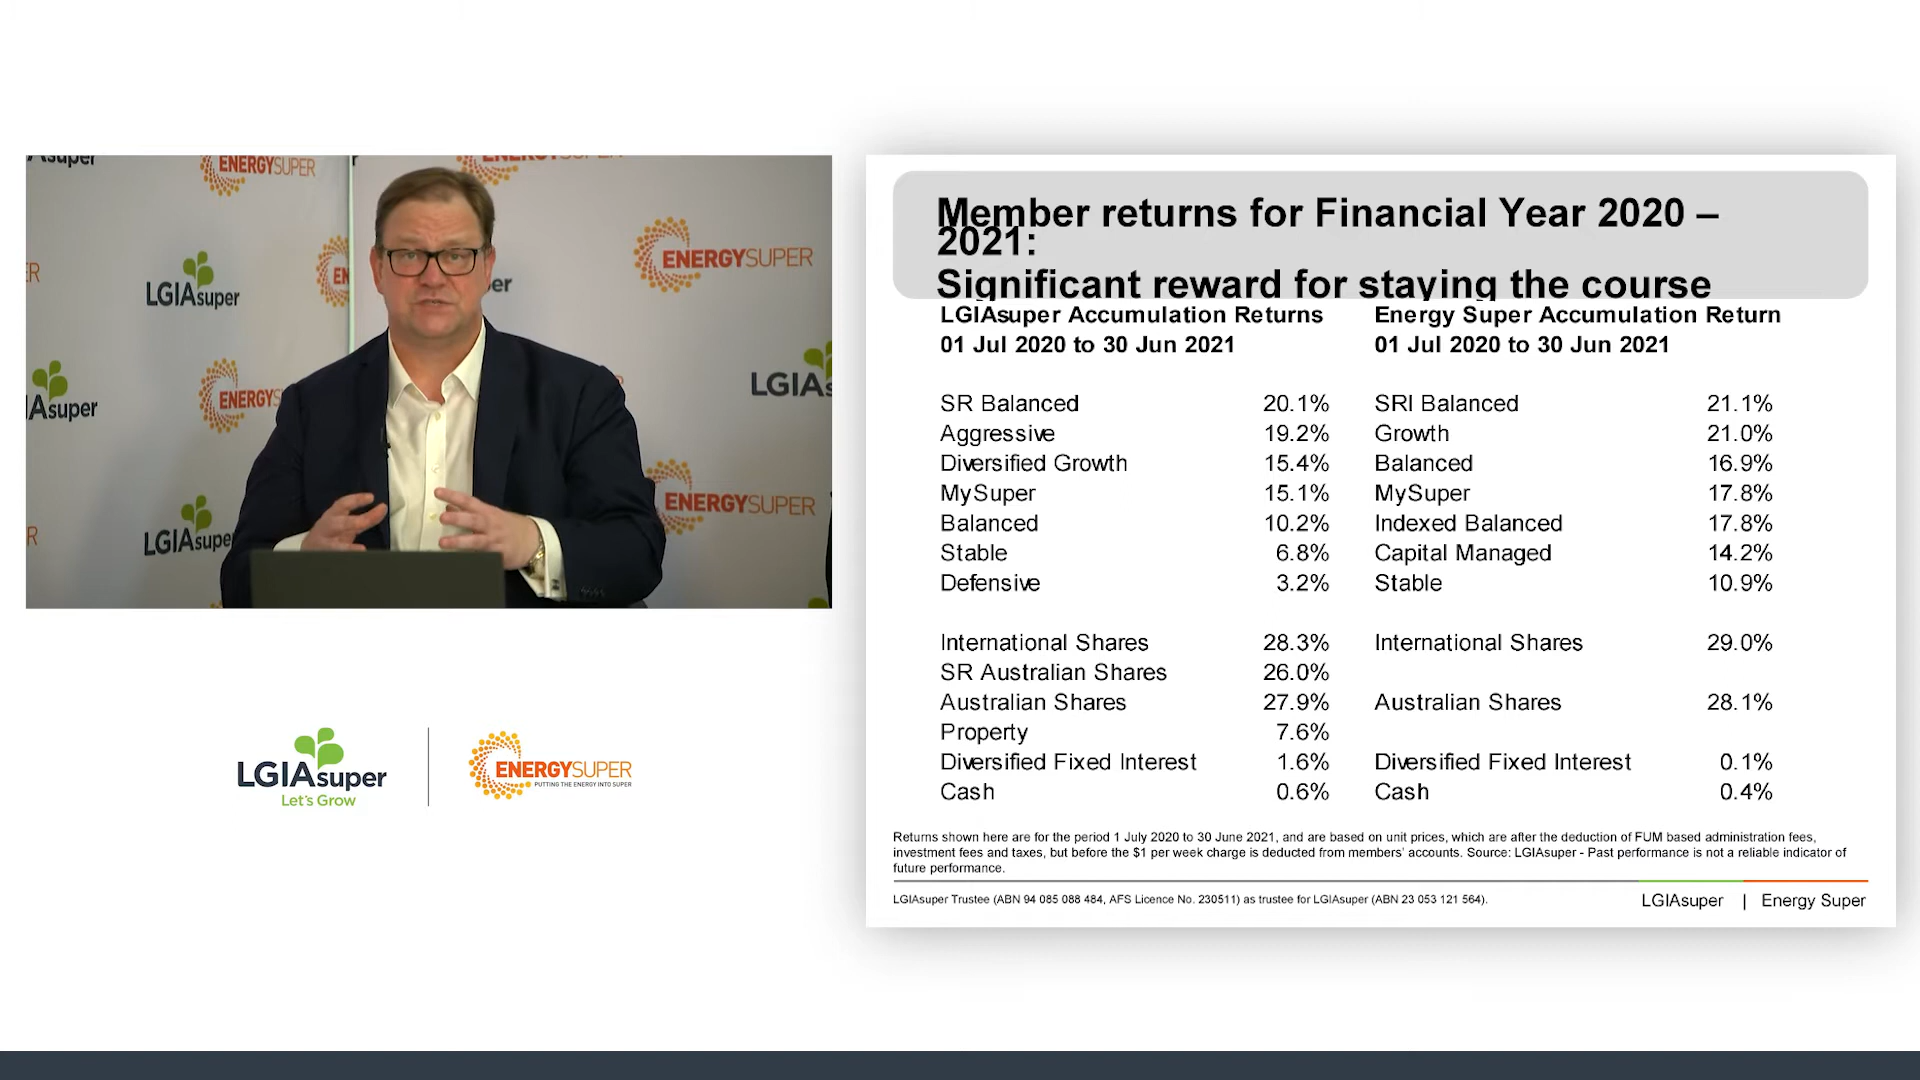 Asuper
ENERGYSUPER
ENERGYSUPER
ENERGYSUPER
LGIAsuper
EN
er
ER
ENERGYS
LGIAs
Asuper
ENERGYSUPER
LGIAsupe
R
LGIAsuper
Let's Grow
ENERGYSUPER
PUTTING THE ENERGY INTO SUPER
Member returns for Financial Year 2020 –
2021:
Significant reward for staying the course
LGIAsuper Accumulation Returns Energy Super Accumulation Return
01 Jul 2020 to 30 Jun 2021 01 Jul 2020 to 30 Jun 2021
SR Balanced 20.1% SRI Balanced 21.1%
Aggressive 19.2% Growth 21.0%
Diversified Growth 15.4% Balanced 16.9%
MySuper 15.1% MySuper 17.8%
Balanced 10.2% Indexed Balanced 17.8%
Stable 6.8% Capital Managed 14.2%
Defensive 3.2% Stable 10.9%
International Shares 28.3% International Shares 29.0%
SR Australian Shares 26.0%
Australian Shares 27.9% Australian Shares 28.1%
Property 7.6%
Diversified Fixed Interest 1.6% Diversified Fixed Interest 0.1%
Cash 0.6% Cash 0.4%
Returns shown here are for the period 1 July 2020 to 30 June 2021, and are based on unit prices, which are after the deduction of FUM based administration fees,
investment fees and taxes, but before the $1 per week charge is deducted from members' accounts. Source: LGIAsuper - Past performance is not a reliable indicator of
future performance.
LGIAsuper Trustee (ABN 94 085 088 484, AFS Licence No. 230511) as trustee for LGIAsuper (ABN 23 053 121 564).
LGIAsuper | Energy Super